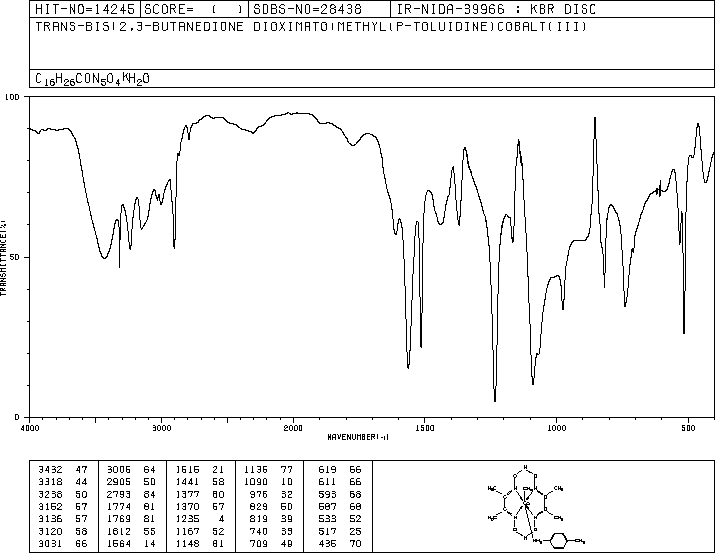 HIT-NO=14245 SCORE= ( ) SDBS-NO=28438 IR-NIDA-39966 : KBR DISC
TRANS-BIS(2,3-BUTANEDIONE DIOXIMATO)METHYL(P-TOLUIDINE)COBALT(III)
C16H26CON5O4KH2O
100
50
0
TRANSMITTANCE(%)
4000 3000 2000 1500 1000 500
WAVENUMBER(-1)
3432 47 3006 64 1516 21 1136 77 619 66
3318 44 2905 50 1441 58 1090 10 611 66
3238 50 2793 84 1377 60 976 32 593 68
3162 57 1774 81 1370 57 829 50 587 68
3136 57 1769 81 1235 4 819 39 533 52
3120 58 1612 55 1167 52 740 33 517 25
3031 66 1564 14 1148 81 709 49 435 70